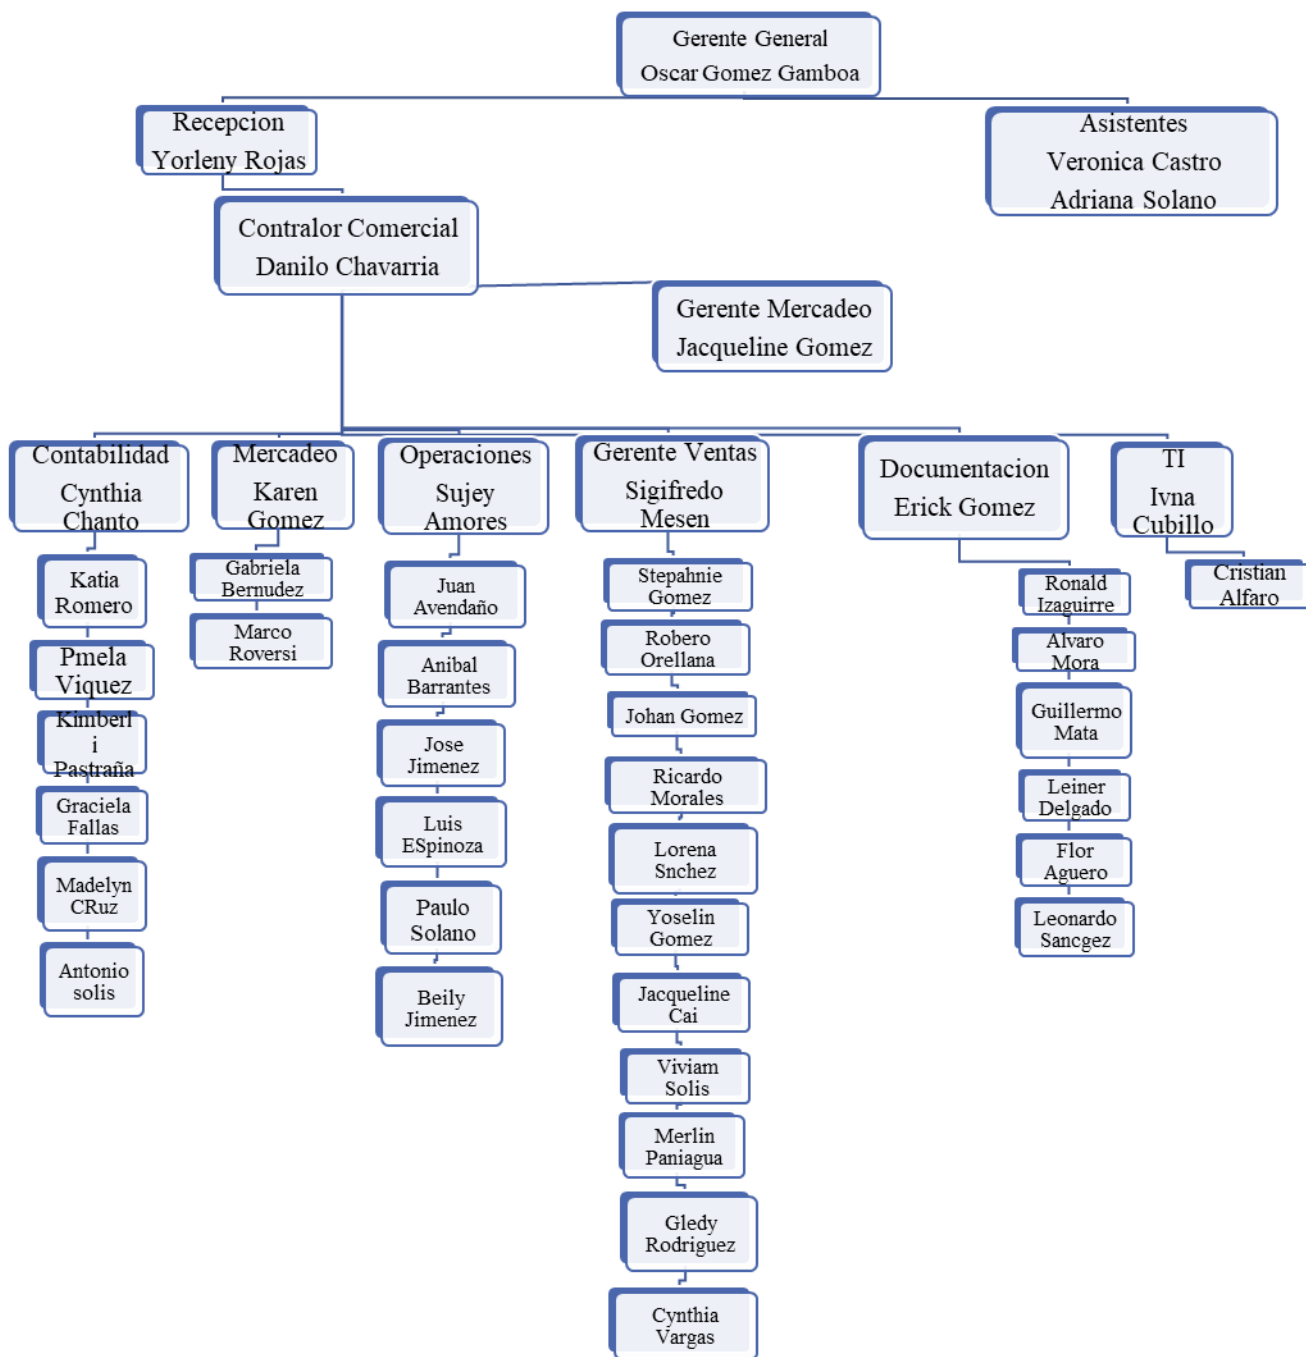 Gerente General
Oscar Gomez Gamboa
Recepcion
Yorleny Rojas
Asistentes
Veronica Castro
Adriana Solano
Contralor Comercial
Danilo Chavarria
Gerente Mercadeo
Jacqueline Gomez
Contabilidad
Cynthia
Chanto
Katia
Romero
Pmela
Viquez
Kimberl
i
Pastraña
Graciela
Fallas
Madelyn
CRuz
Antonio
solis
Mercadeo
Karen
Gomez
Gabriela
Bernudez
Marco
Roversi
Operaciones
Sujey
Amores
Juan
Avendaño
Anibal
Barrantes
Jose
Jimenez
Luis
ESpinoza
Paulo
Solano
Beily
Jimenez
Gerente Ventas
Sigifredo
Mesen
Stepahnie
Gomez
Robero
Orellana
Johan Gomez
Ricardo
Morales
Lorena
Snchez
Yoselin
Gomez
Jacqueline
Cai
Viviam
Solis
Merlin
Paniagua
Gledy
Rodriguez
Cynthia
Vargas
Documentacion
Erick Gomez
Ronald
Izaguirre
Alvaro
Mora
Guillermo
Mata
Leiner
Delgado
Flor
Aguero
Leonardo
Sancgez
TI
Ivna
Cubillo
Cristian
Alfaro